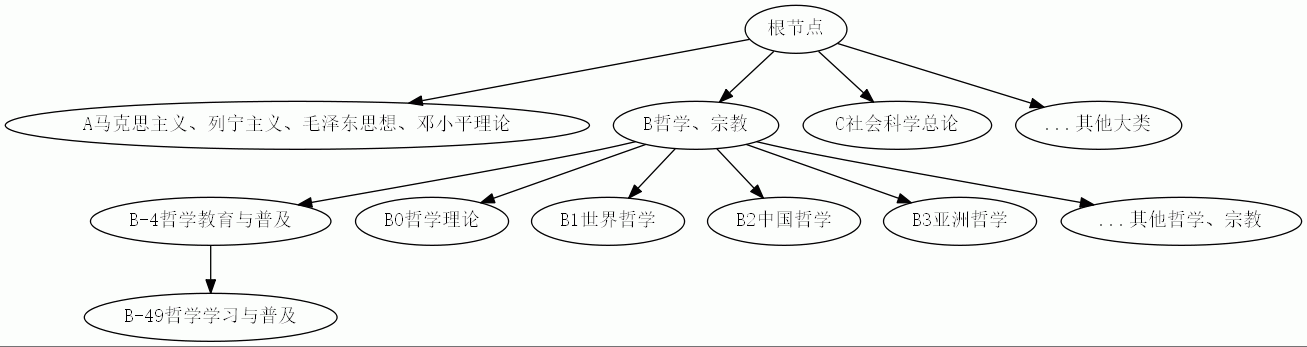 根节点
A马克思主义、列宁主义、毛泽东思想、邓小平理论
B哲学、宗教
C社会科学总论
...其他大类
B-4哲学教育与普及
B0哲学理论
B1世界哲学
B2中国哲学
B3亚洲哲学
...其他哲学、宗教
B-49哲学学习与普及